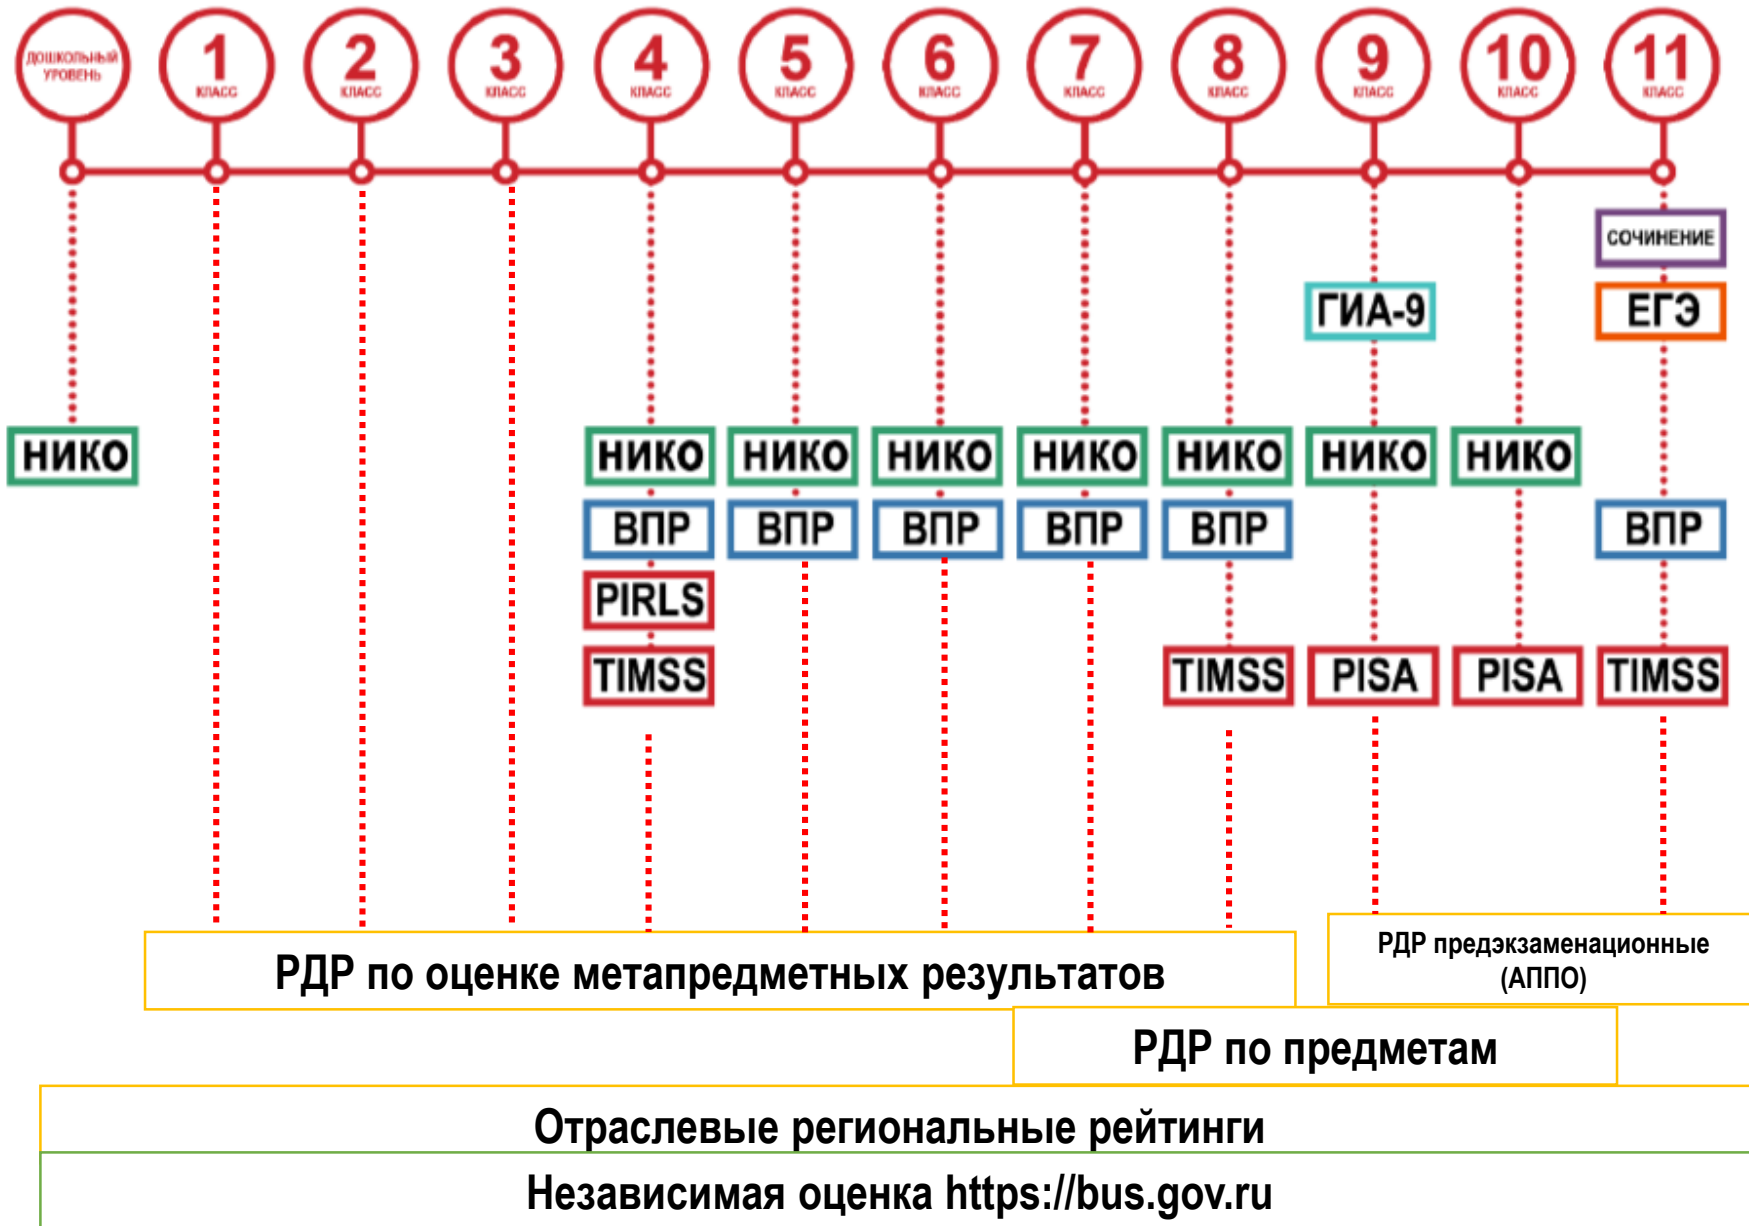 ДОШКОЛЬНЫЙ
УРОВЕНЬ
1
КЛАСС
2
КЛАСС
3
КЛАСС
4
КЛАСС
5
КЛАСС
6
КЛАСС
7
КЛАСС
8
КЛАСС
9
КЛАСС
10
КЛАСС
11
КЛАСС
СОЧИНЕНИЕ
ГИА-9
ЕГЭ
НИКО
НИКО
НИКО
НИКО
НИКО
НИКО
НИКО
НИКО
ВПР
ВПР
ВПР
ВПР
ВПР
ВПР
PIRLS
TIMSS
TIMSS
PISA
PISA
TIMSS
РДР по оценке метапредметных результатов
РДР предэкзаменационные
(АППО)
РДР по предметам
Отраслевые региональные рейтинги
Независимая оценка https://bus.gov.ru